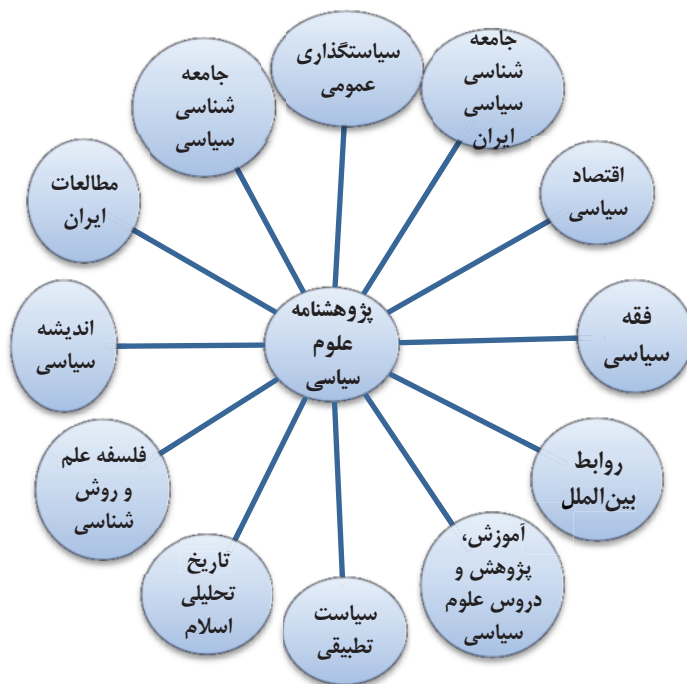 سیاستگذاری
عمومی
جامعه
شناسی
سیاسی
ایران
اقتصاد
سیاسی
فقه
سیاسی
روابط
بین‌الملل
آموزش،
پژوهش و
دروس علوم
سیاسی
سیاست
تطبیقی
تاریخ
تحلیلی
اسلام
فلسفه علم
و روش
شناسی
اندیشه
سیاسی
مطالعات
ایران
جامعه
شناسی
سیاسی
پژوهشنامه
علوم
سیاسی